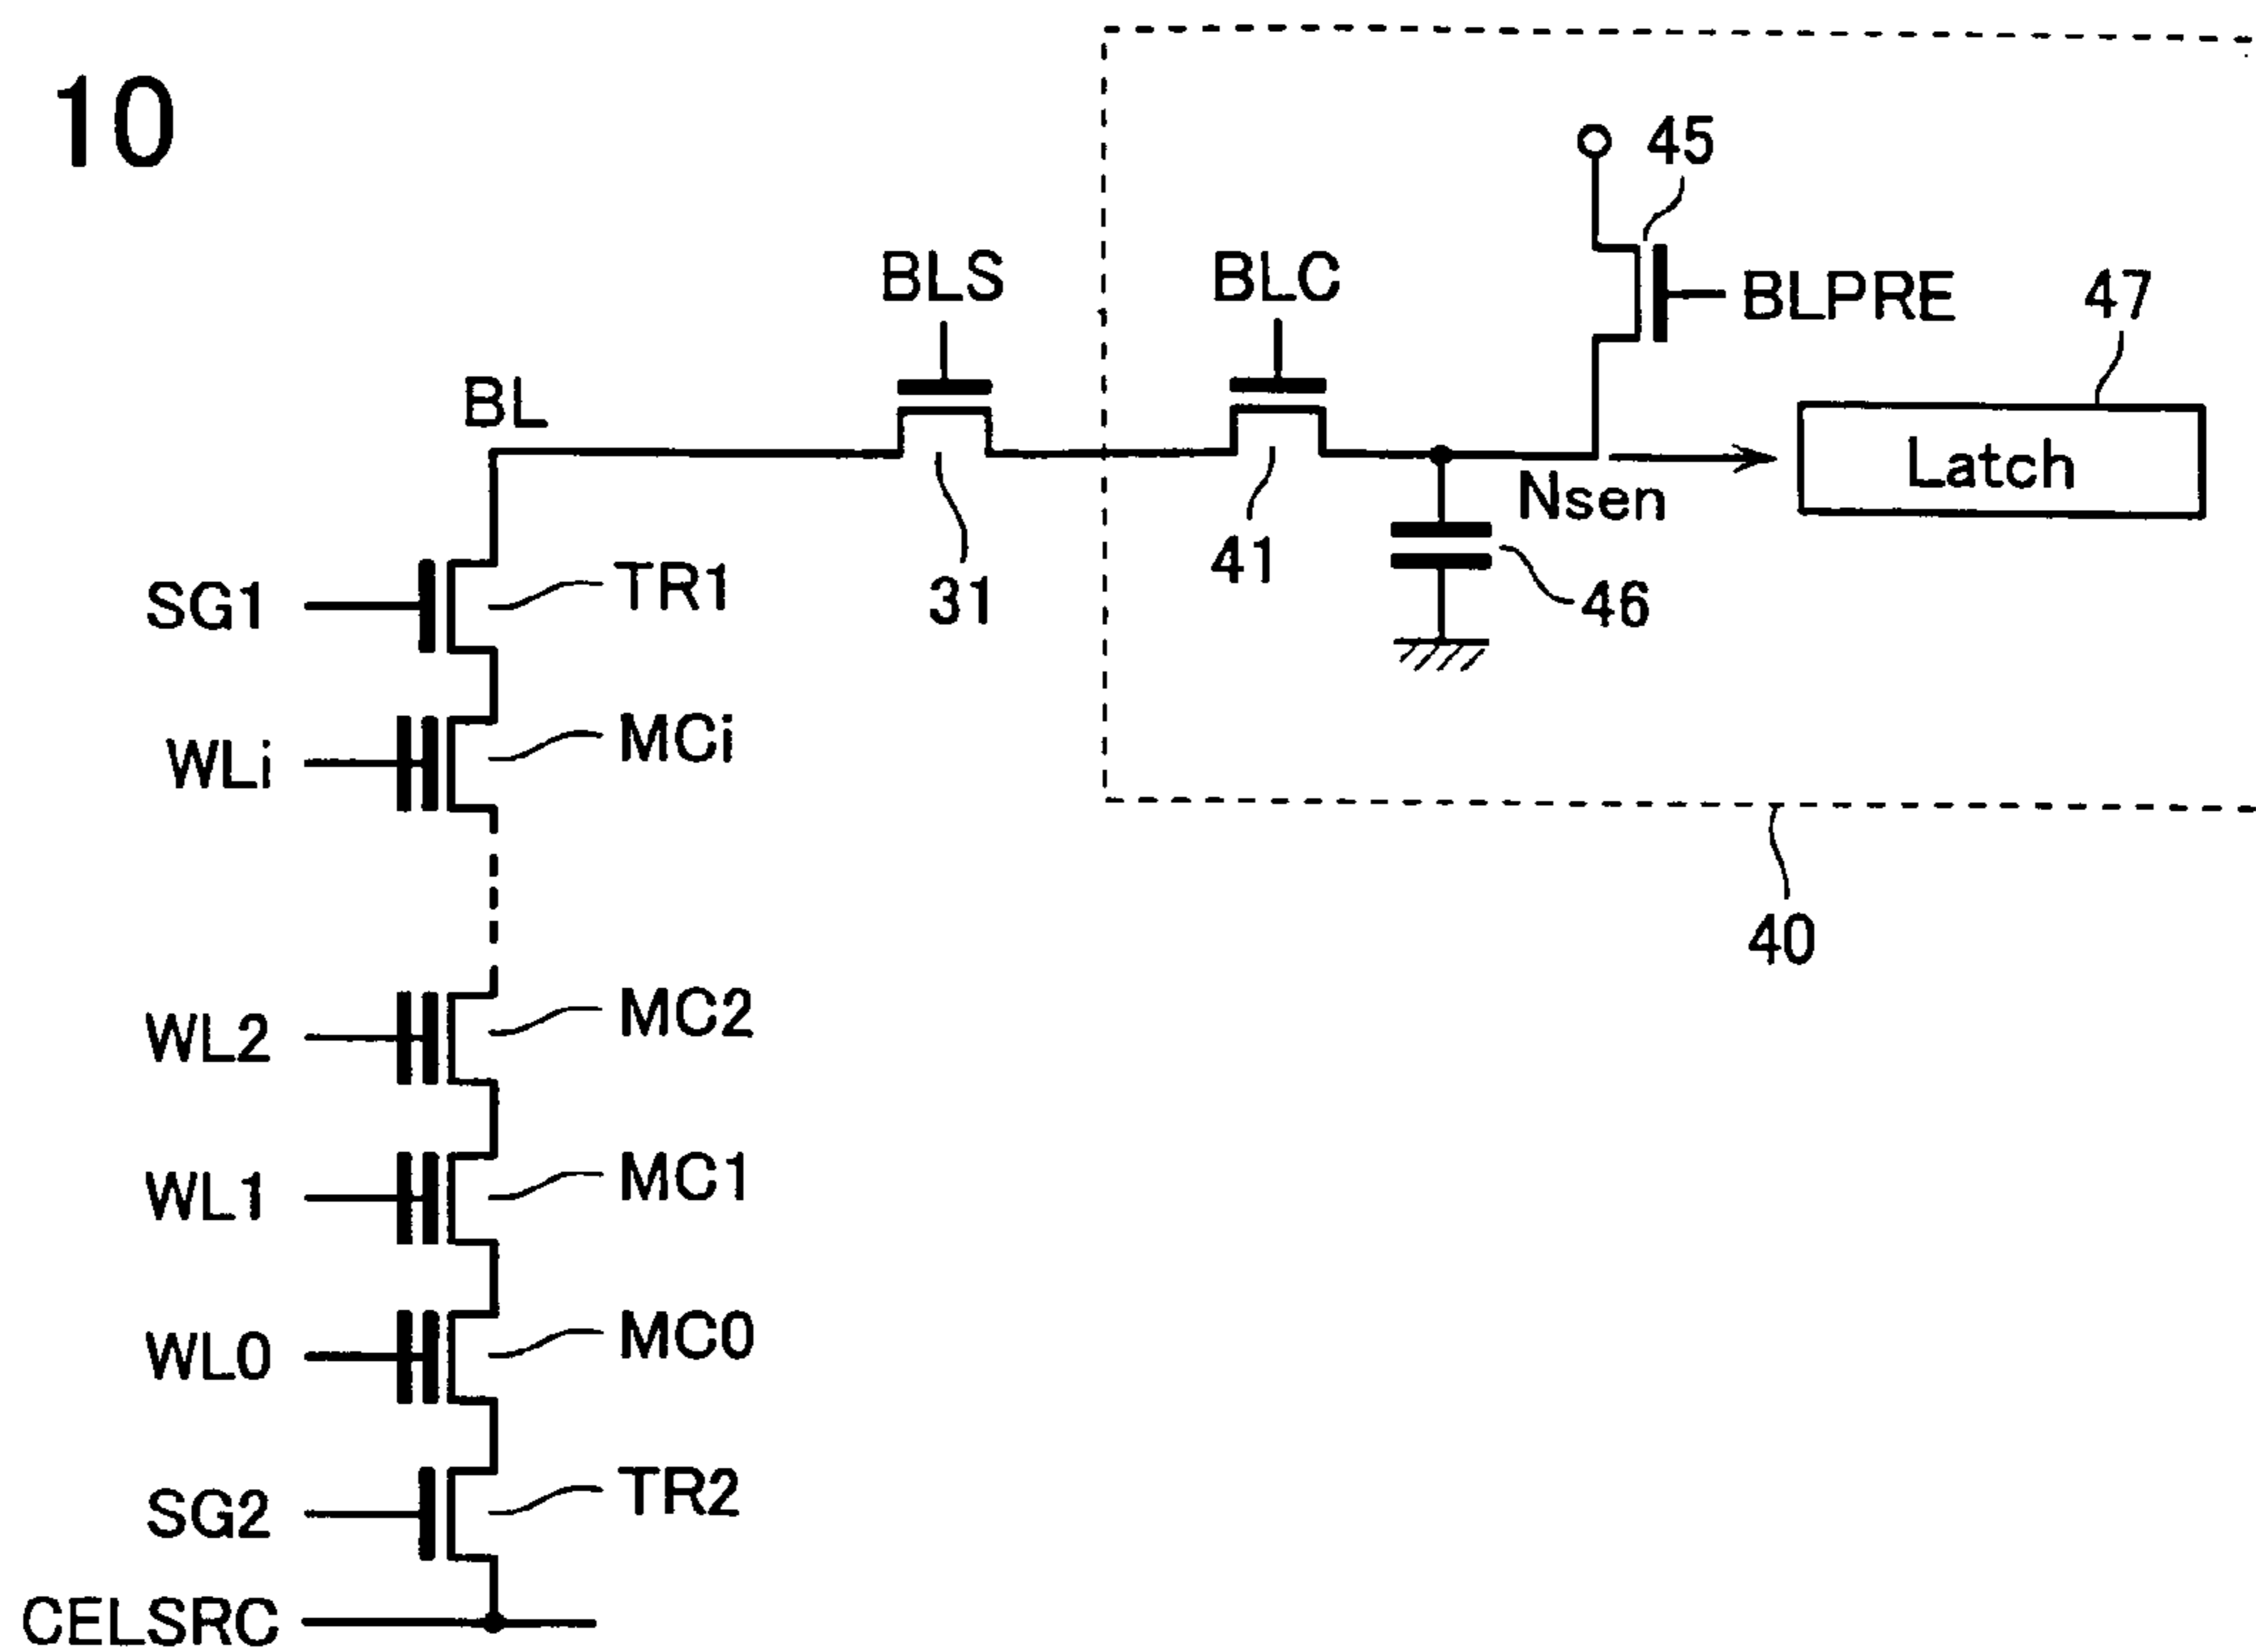 10
45
BLS
BLC
BLPRE
47
BL
Latch
Nsen
41
31
46
SG1
TR1
WLi
MCi
40
WL2
MC2
WL1
MC1
WL0
MC0
SG2
TR2
CELSRC